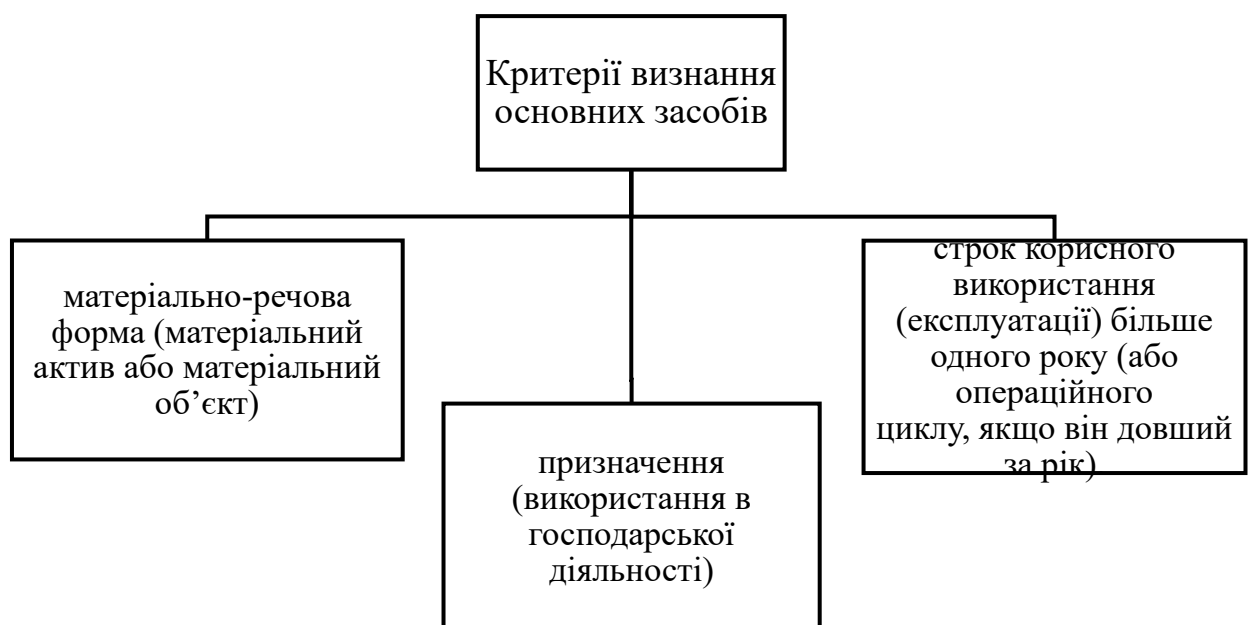 Критерії визнання
основних засобів
матеріально-речова
форма (матеріальний
актив або матеріальний
об’єкт)
призначення
(використання в
господарської
діяльності)
строк корисного
використання
(експлуатації) більше
одного року (або
операційного
циклу, якщо він довший
за рік)